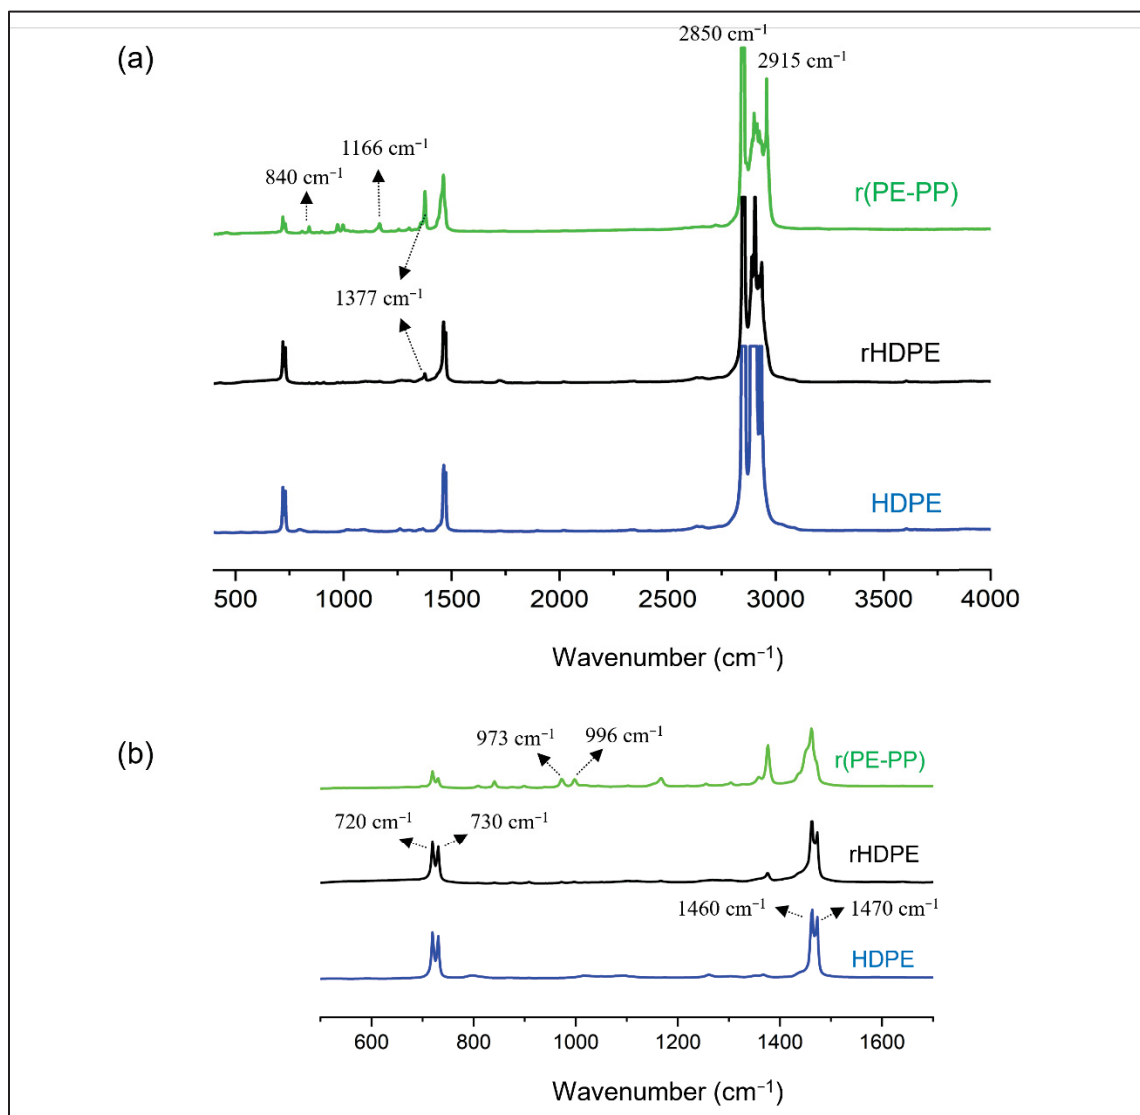 (a)
2850 cm⁻¹
2915 cm⁻¹
1166 cm⁻¹
840 cm⁻¹
r(PE-PP)
1377 cm⁻¹
rHDPE
HDPE
500 1000 1500 2000 2500 3000 3500 4000
Wavenumber (cm⁻¹)
(b)
973 cm⁻¹ 996 cm⁻¹
r(PE-PP)
720 cm⁻¹ 730 cm⁻¹
rHDPE
1460 cm⁻¹ 1470 cm⁻¹
HDPE
600 800 1000 1200 1400 1600
Wavenumber (cm⁻¹)